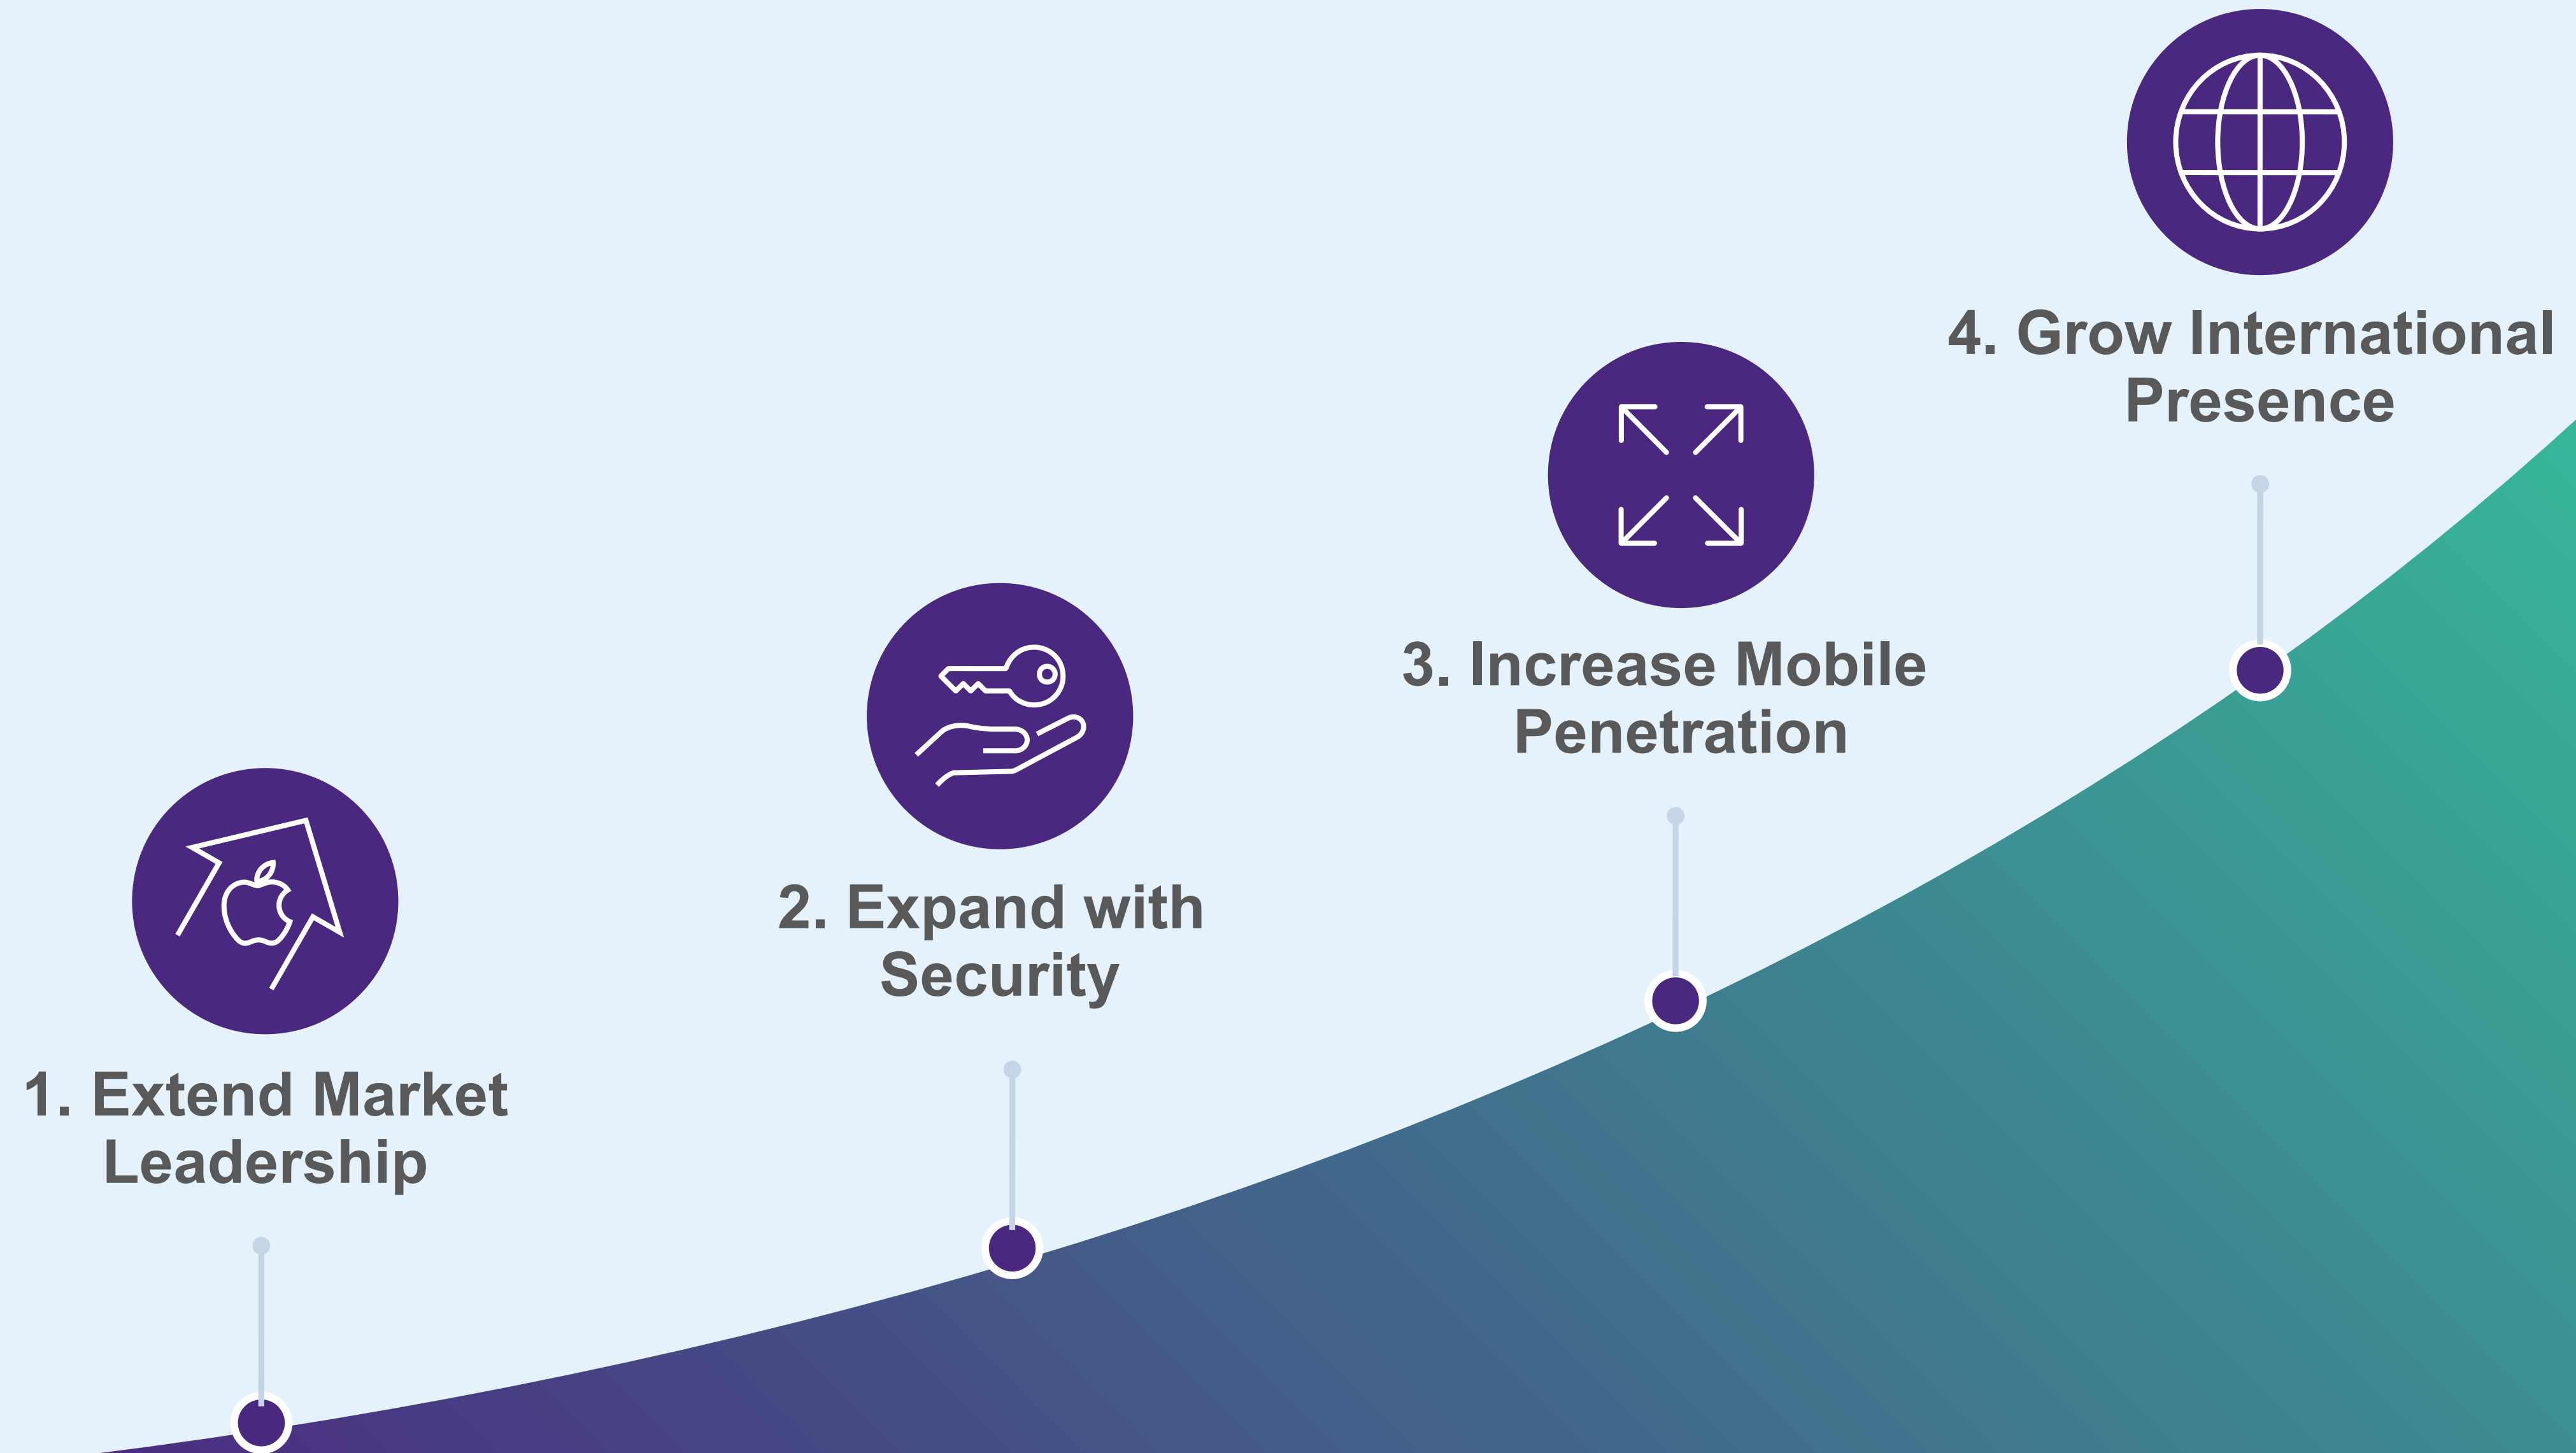 1. Extend Market
Leadership
2. Expand with
Security
3. Increase Mobile
Penetration
4. Grow International
Presence